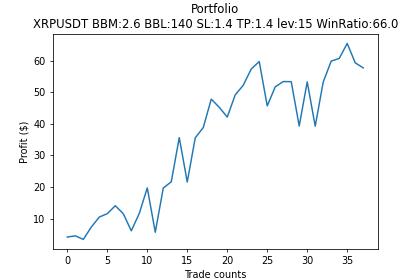 Portfolio
XRPUSDT BBM:2.6 BBL:140 SL:1.4 TP:1.4 lev:15 WinRatio:66.0
60
50
40
30
20
10
Profit ($)
0 5 10 15 20 25 30 35
Trade counts